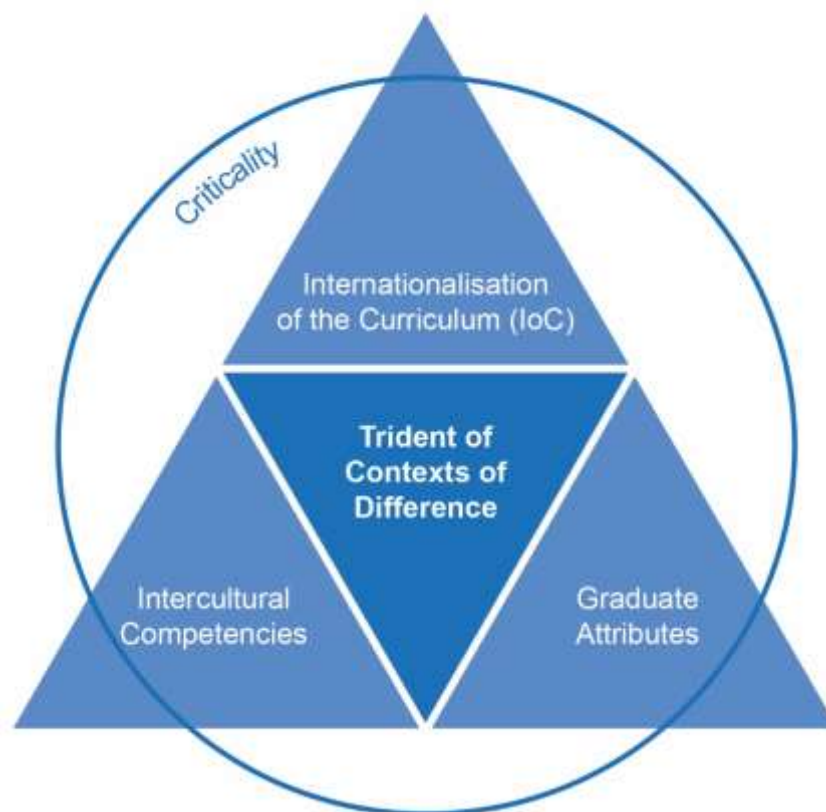 Criticality
Internationalisation
of the Curriculum (IoC)
Trident of
Contexts of
Difference
Intercultural
Competencies
Graduate
Attributes